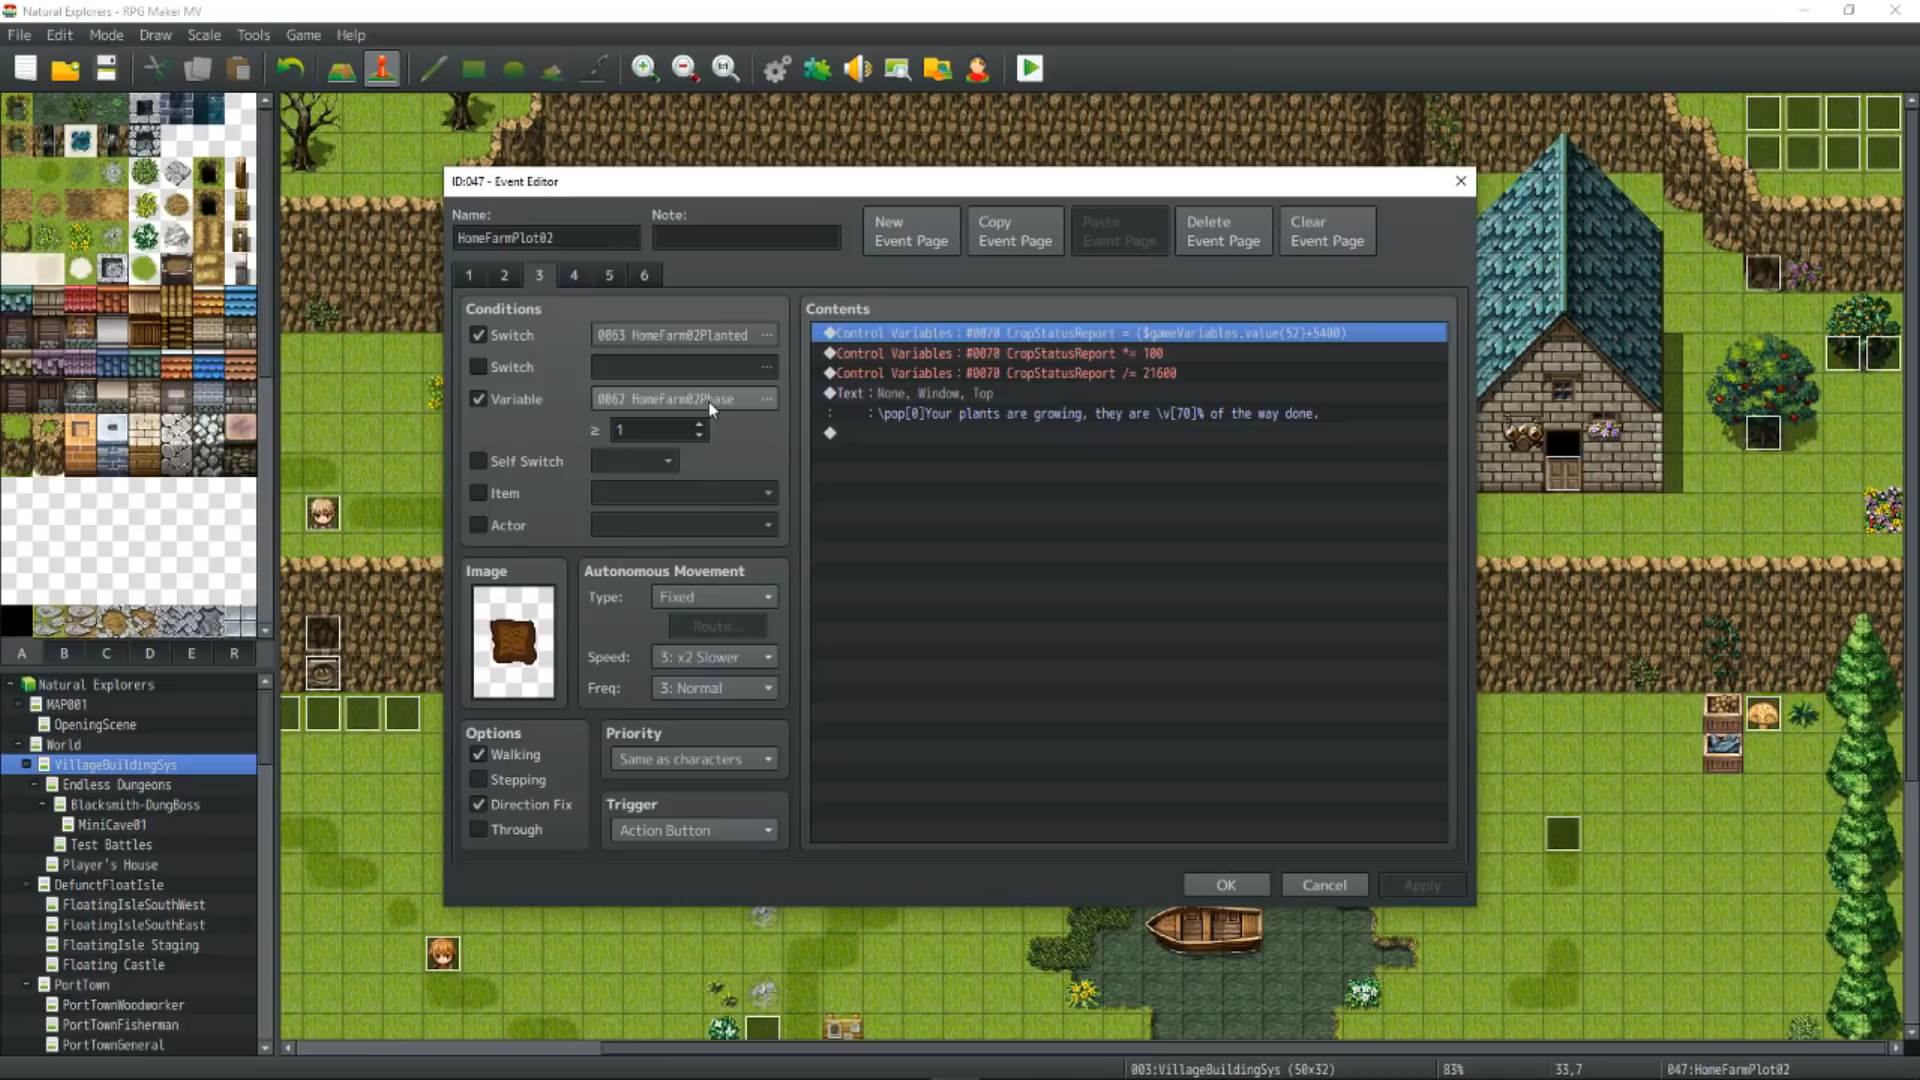 Natural Explorers - RPG Maker MV
File Edit Mode Draw Scale Tools Game Help
ID:047 - Event Editor
Name:
Note:
HomeFarmPlot02
New Event Page
Copy Event Page
Paste Event Page
Delete Event Page
Clear Event Page
1 2 3 4 5 6
Conditions
Switch 0063 HomeFarm02Planted ...
Switch ...
Variable 0062 HomeFarm02Phase ...
≥ 1
Self Switch
Item
Actor
Image
Autonomous Movement
Type: Fixed
Route...
Speed: 3: x2 Slower
Freq: 3: Normal
Options
Walking
Stepping
Direction Fix
Through
Priority
Same as characters
Trigger
Action Button
Contents
◆Control Variables：#0070 CropStatusReport = ($gameVariables.value(52)+5400)
◆Control Variables：#0070 CropStatusReport *= 100
◆Control Variables：#0070 CropStatusReport /= 21600
◆Text：None, Window, Top
：　：\pop[0]Your plants are growing, they are \v[70]% of the way done.
◆
OK Cancel Apply
A B C D E R
Natural Explorers
MAP001
OpeningScene
World
VillageBuildingSys
Endless Dungeons
Blacksmith-DungBoss
MiniCave01
Test Battles
Player's House
DefunctFloatIsle
FloatingIsleSouthWest
FloatingIsleSouthEast
FloatingIsle Staging
Floating Castle
PortTown
PortTownWoodworker
PortTownFisherman
PortTownGeneral
003:VillageBuildingSys (50x32) 83% 33,7 047:HomeFarmPlot02